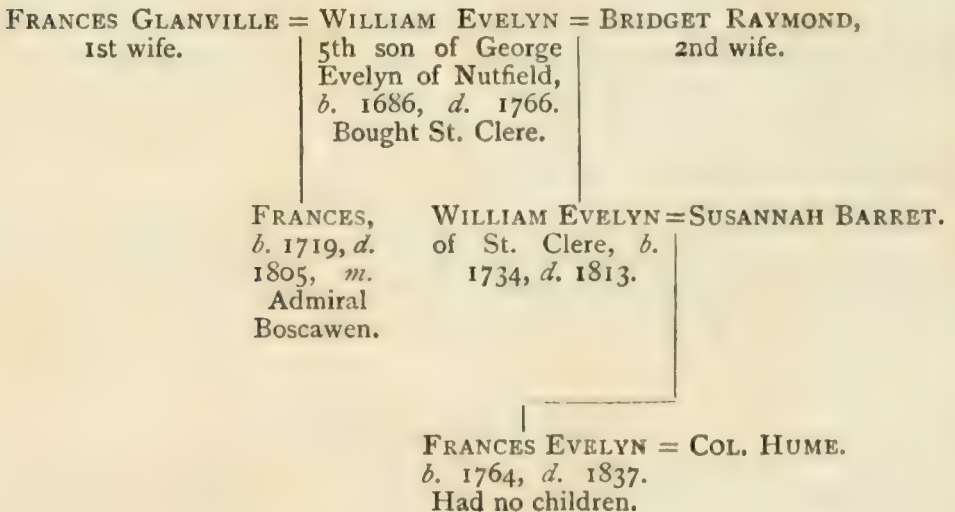 FRANCES GLANVILLE = WILLIAM EVELYN = BRIDGET RAYMOND,
1st wife. 5th son of George 2nd wife.
Evelyn of Nutfield,
b. 1686, d. 1766.
Bought St. Clere.
FRANCES, WILLIAM EVELYN = SUSANNAH BARRET.
b. 1719, d. of St. Clere, b.
1805, m. 1734, d. 1813.
Admiral
Boscawen.
FRANCES EVELYN = COL. HUME.
b. 1764, d. 1837.
Had no children.